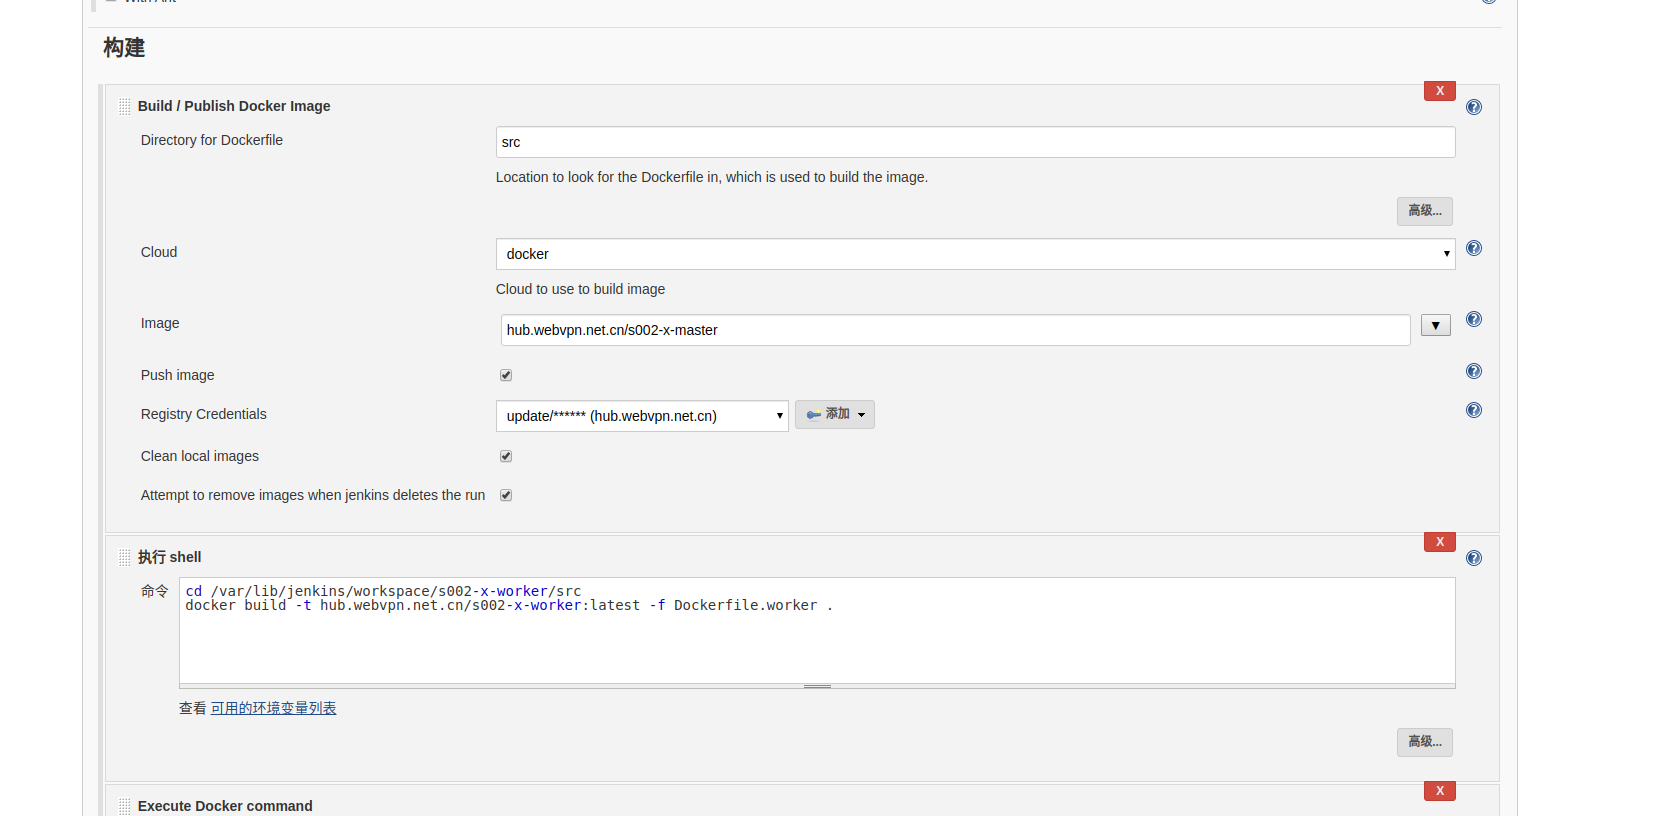 With Ant
构建
X
Build / Publish Docker Image
Directory for Dockerfile
src
Location to look for the Dockerfile in, which is used to build the image.
高级...
Cloud
docker
Cloud to use to build image
Image
hub.webvpn.net.cn/s002-x-master
Push image
Registry Credentials
update/****** (hub.webvpn.net.cn)
添加
Clean local images
Attempt to remove images when jenkins deletes the run
X
执行 shell
命令
cd /var/lib/jenkins/workspace/s002-x-worker/src
docker build -t hub.webvpn.net.cn/s002-x-worker:latest -f Dockerfile.worker .
查看 可用的环境变量列表
高级...
X
Execute Docker command